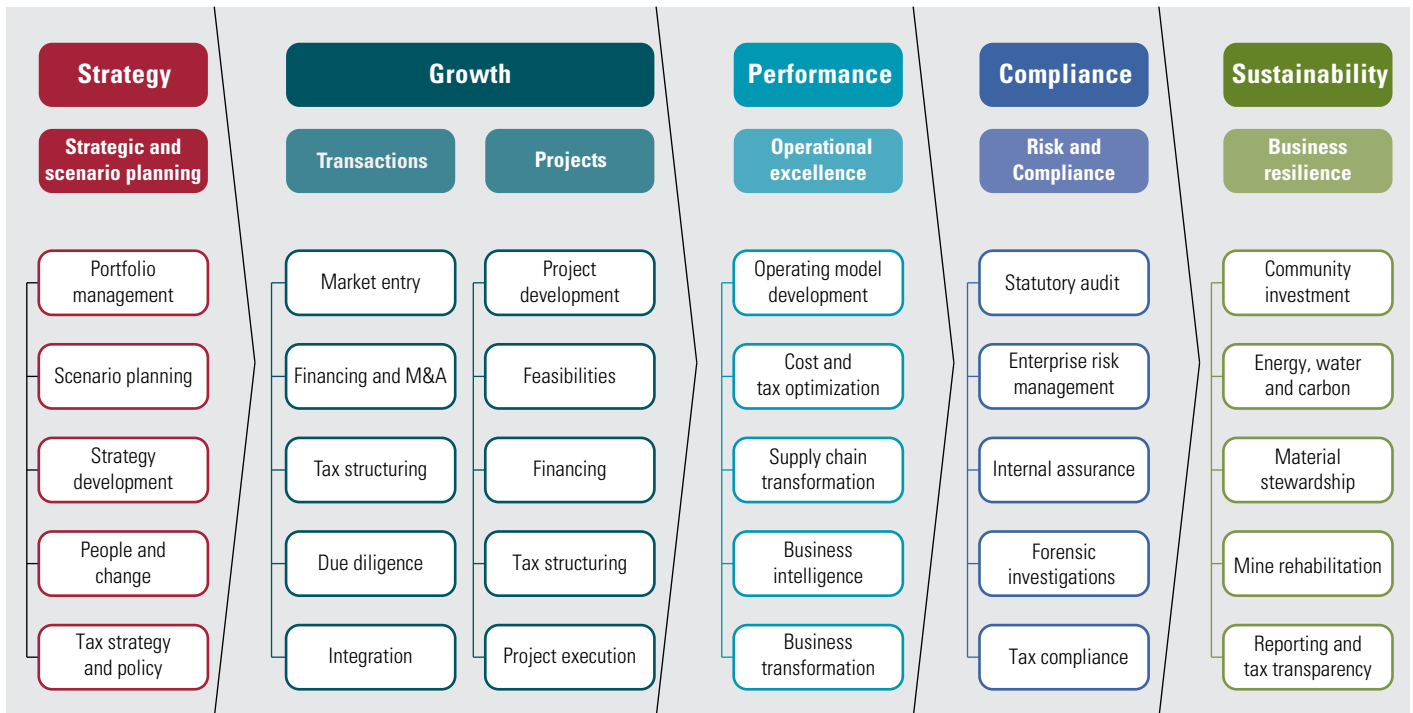 Strategy
Strategic and
scenario planning
Portfolio
management
Scenario planning
Strategy
development
People and
change
Tax strategy
and policy
Growth
Transactions
Market entry
Financing and M&A
Tax structuring
Due diligence
Integration
Projects
Project
development
Feasibilities
Financing
Tax structuring
Project execution
Performance
Operational
excellence
Operating model
development
Cost and
tax optimization
Supply chain
transformation
Business
intelligence
Business
transformation
Compliance
Risk and
Compliance
Statutory audit
Enterprise risk
management
Internal assurance
Forensic
investigations
Tax compliance
Sustainability
Business
resilience
Community
investment
Energy, water
and carbon
Material
stewardship
Mine rehabilitation
Reporting and
tax transparency